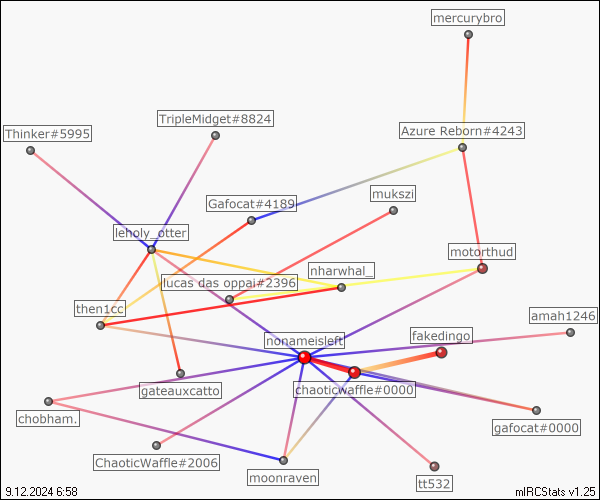 mercurybro
TripleMidget#8824
Thinker#5995
Azure Reborn#4243
mukszi
Gafocat#4189
leholy_otter
motorthud
nharwhal_
lucas das oppai#2396
then1cc
amah1246
nonameisleft
fakedingo
chaoticwaffle#0000
gateauxcatto
chobham.
gafocat#0000
ChaoticWaffle#2006
moonraven
tt532
9.12.2024 6:58
mIRCStats v1.25